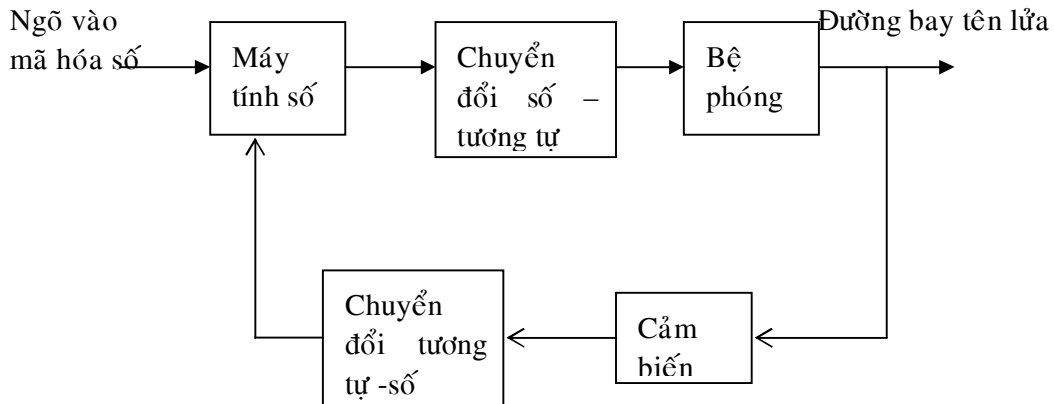 Ngõ vào
mã hóa số
Máy
tính số
Chuyển
đổi số –
tương tự
Bệ
phóng
Đường bay tên lửa
Chuyển
đổi tương
tự -số
Cảm
biến